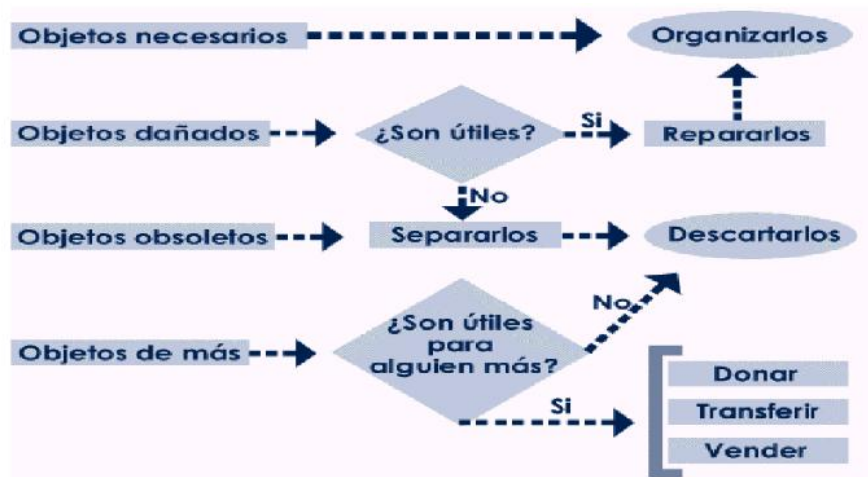 Objetos necesarios
Organizarlos
Objetos dañados
¿Son útiles?
Si
Repararlos
No
Objetos obsoletos
Separarlos
Descartarlos
Objetos de más
¿Son útiles
para
alguien más?
No
Si
Donar
Transferir
Vender